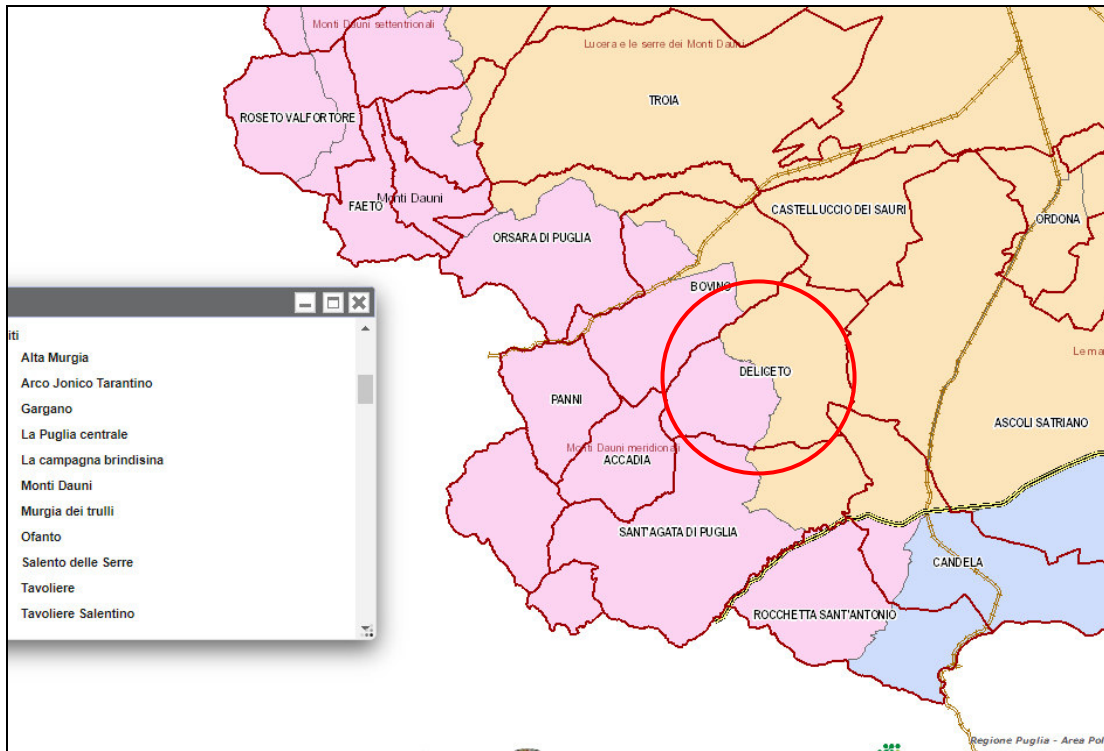 Monti Dauni settentrionali
Lucera e le serre dei Monti Dauni
TROIA
ROSETO VALFORTORE
FAETO
Monti Dauni
CASTELLUCCIO DEI SAURI
ORDONA
ORSARA DI PUGLIA
BOVINO
DELICETO
PANNI
ASCOLI SATRIANO
Monti Dauni meridionali
ACCADIA
SANT'AGATA DI PUGLIA
CANDELA
ROCCHETTA SANT'ANTONIO
iti
Alta Murgia
Arco Jonico Tarantino
Gargano
La Puglia centrale
La campagna brindisina
Monti Dauni
Murgia dei trulli
Ofanto
Salento delle Serre
Tavoliere
Tavoliere Salentino
Regione Puglia - Area Pol